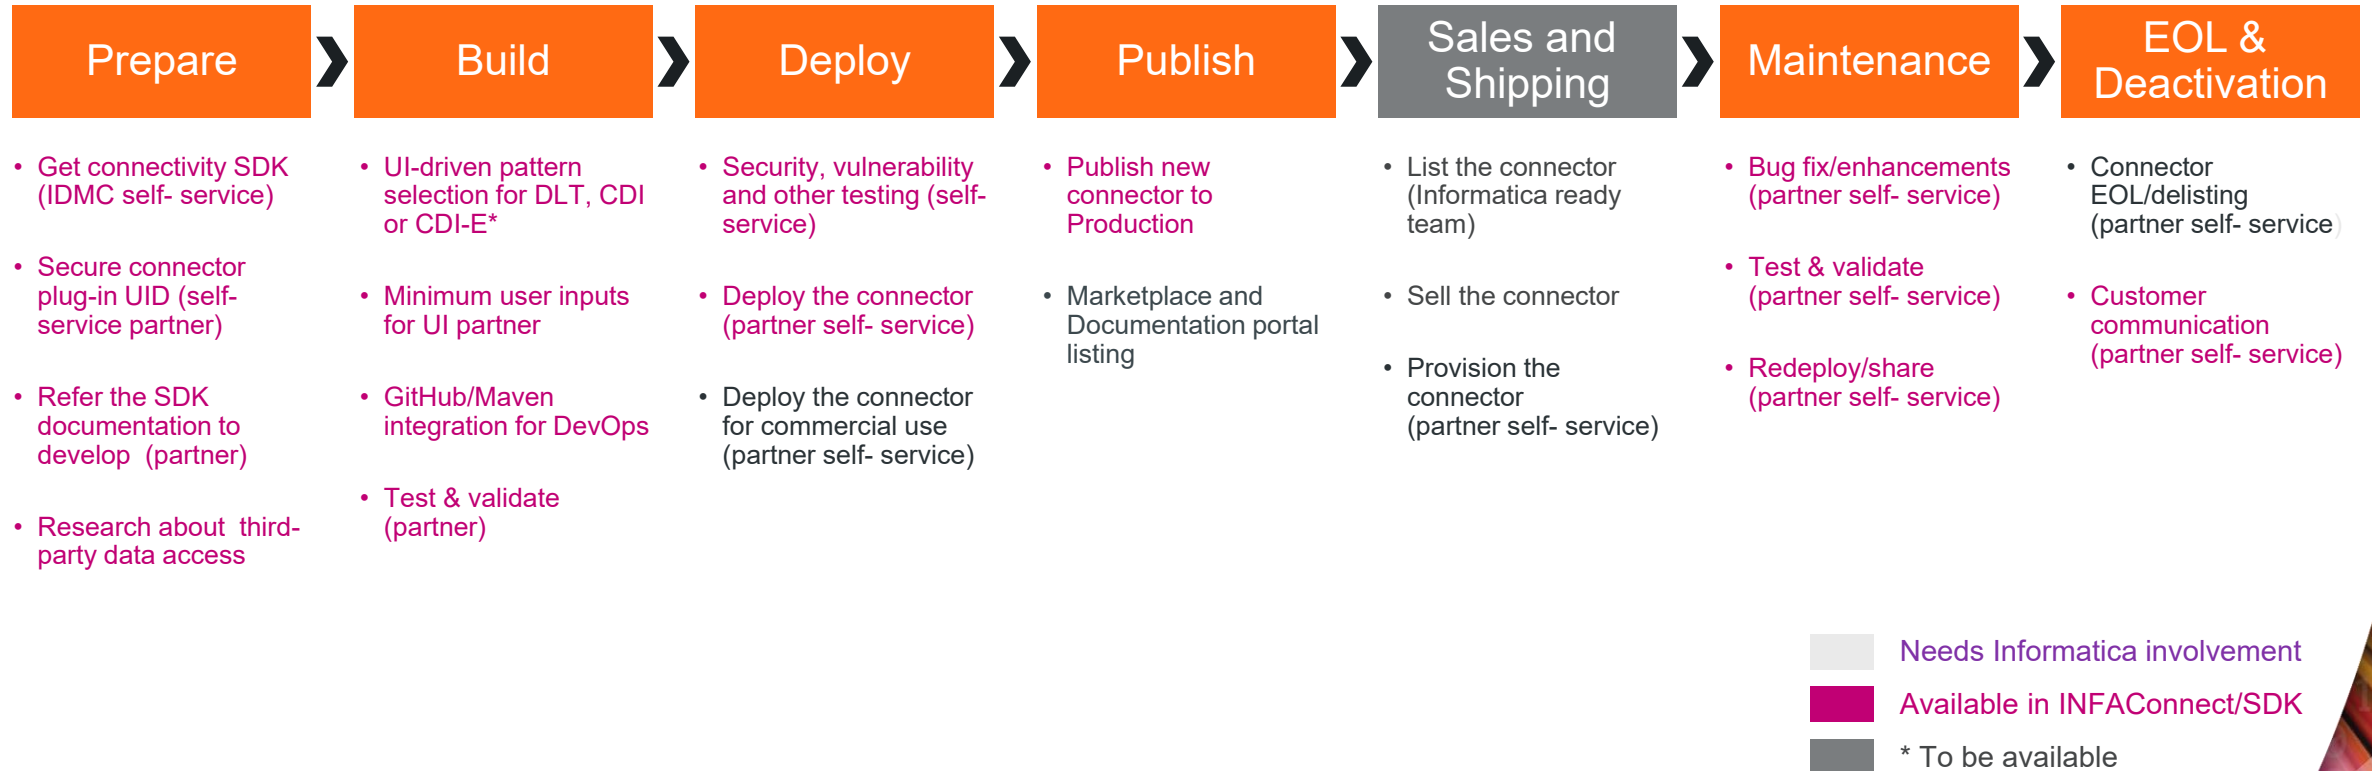 Prepare
Build
Deploy
Publish
Sales and
Shipping
Maintenance
EOL &
Deactivation
• Get connectivity SDK
(IDMC self- service)
• Secure connector
plug-in UID (self-
service partner)
• Refer the SDK
documentation to
develop  (partner)
• Research about  third-
party data access
• UI-driven pattern
selection for DLT, CDI
or CDI-E*
• Minimum user inputs
for UI partner
• GitHub/Maven
integration for DevOps
• Test & validate
(partner)
• Security, vulnerability
and other testing (self-
service)
• Deploy the connector
(partner self- service)
• Deploy the connector
for commercial use
(partner self- service)
• Publish new
connector to
Production
• Marketplace and
Documentation portal
listing
• List the connector
(Informatica ready
team)
• Sell the connector
• Provision the
connector
(partner self- service)
• Bug fix/enhancements
(partner self- service)
• Test & validate
(partner self- service)
• Redeploy/share
(partner self- service)
• Connector
EOL/delisting
(partner self- service)
• Customer
communication
(partner self- service)
Needs Informatica involvement
Available in INFAConnect/SDK
* To be available